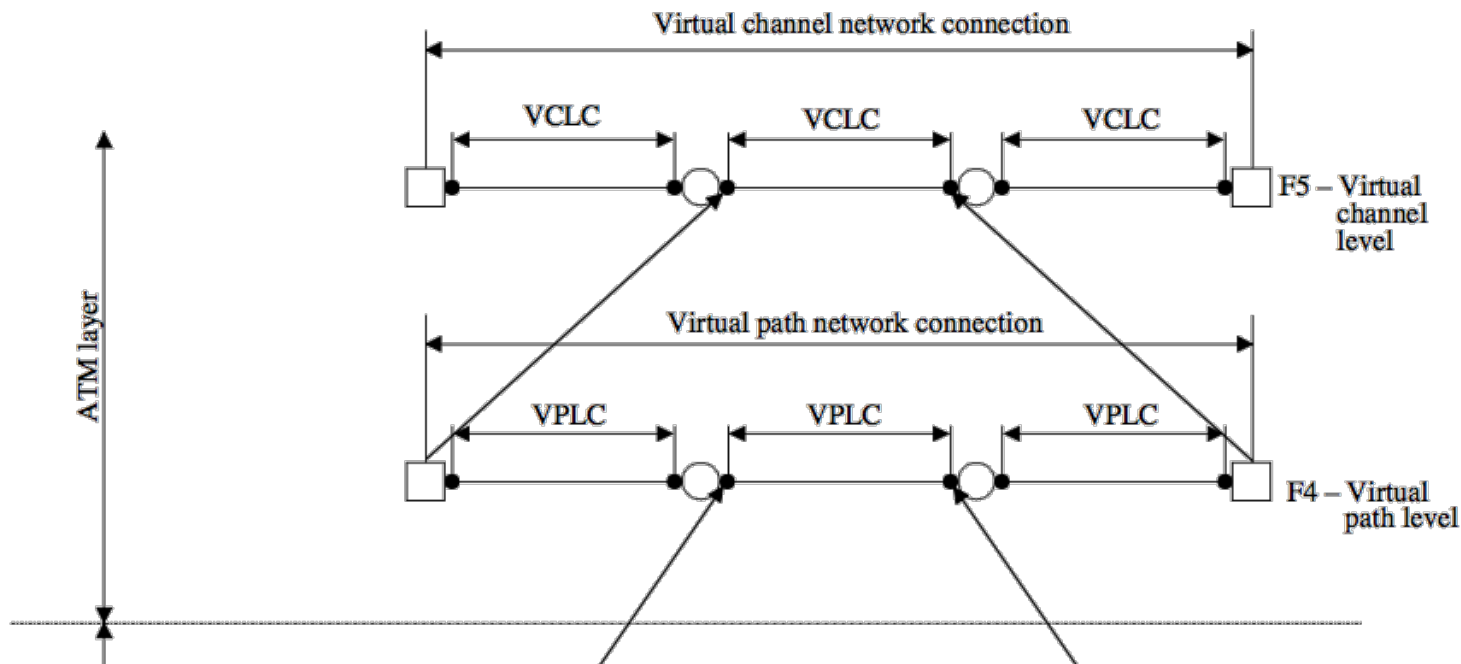 Virtual channel network connection
VCLC
VCLC
VCLC
F5 – Virtual
channel
level
ATM layer
Virtual path network connection
VPLC
VPLC
VPLC
F4 – Virtual
path level